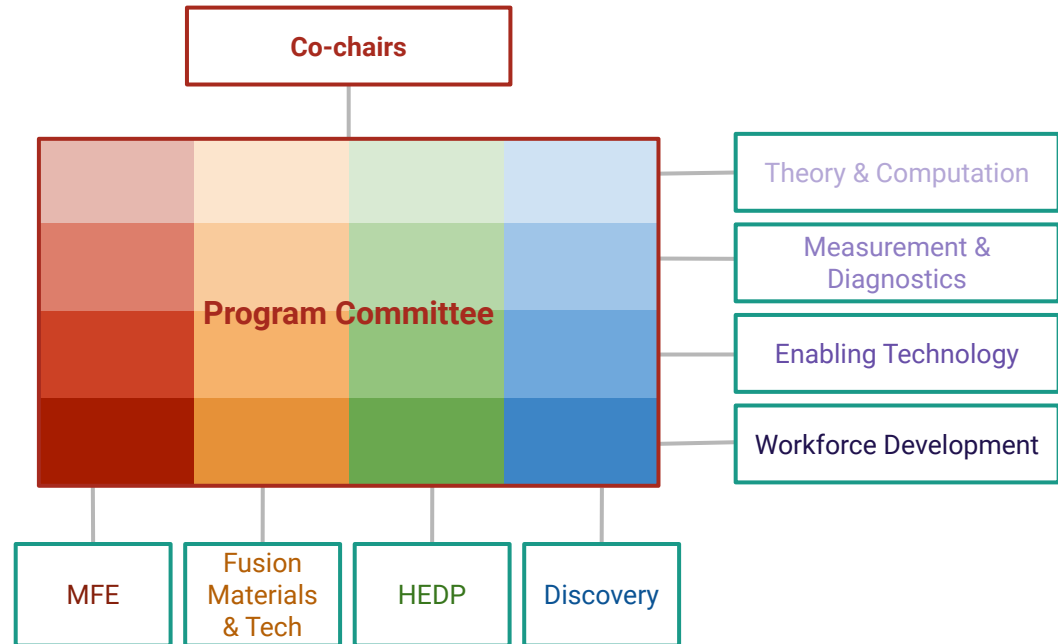 Co-chairs
Program Committee
Theory & Computation
Measurement &
Diagnostics
Enabling Technology
Workforce Development
MFE
Fusion
Materials
& Tech
HEDP
Discovery